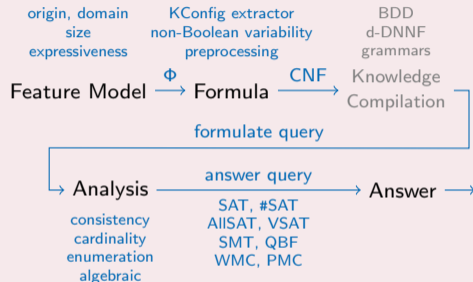 origin, domain
size
expressiveness
KConfig extractor
non-Boolean variability
preprocessing
BDD
d-DNNF
grammars
Feature Model
Φ
Formula
CNF
Knowledge
Compilation
formulate query
Analysis
answer query
Answer
consistency
cardinality
enumeration
algebraic
SAT, #SAT
AllSAT, VSAT
SMT, QBF
WMC, PMC